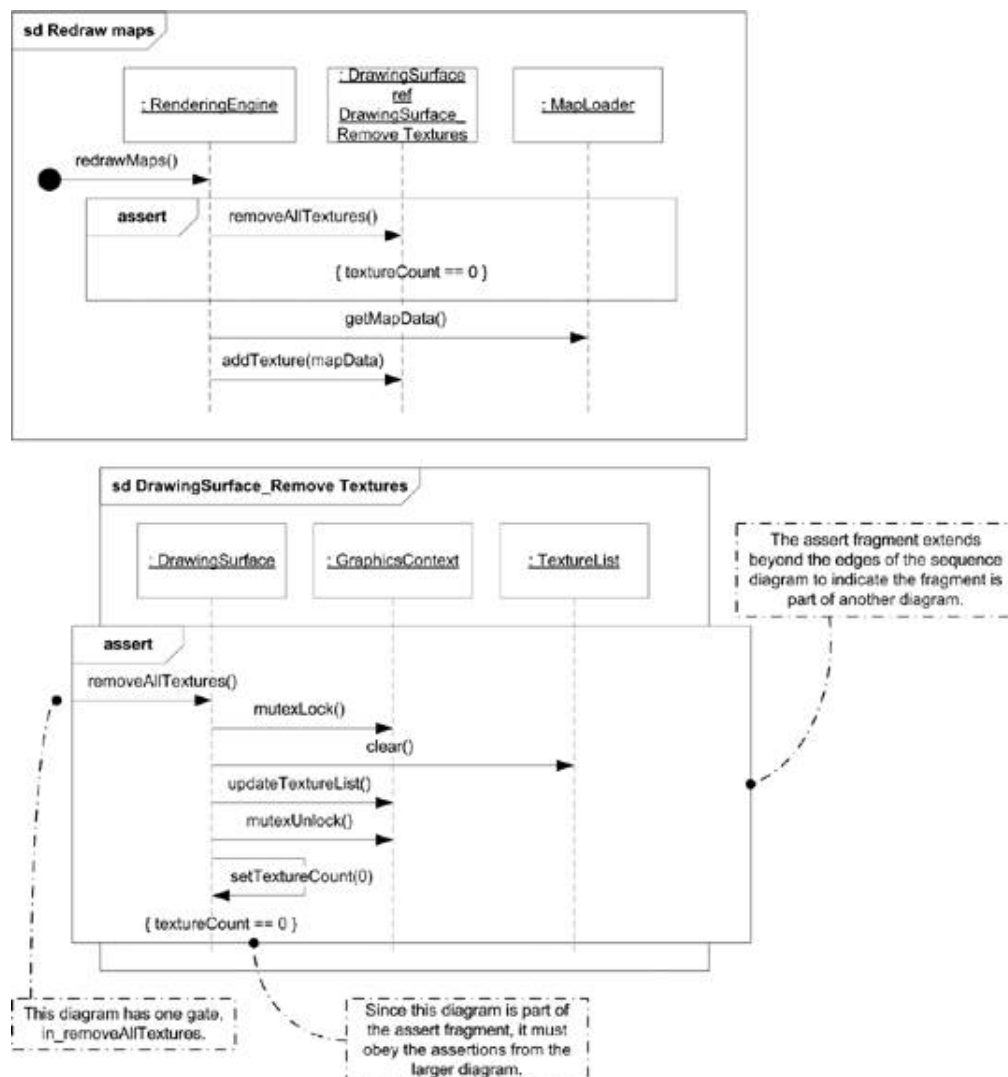 sd Redraw maps
: RenderingEngine
: DrawingSurface
ref
DrawingSurface_
Remove Textures
: MapLoader
redrawMaps()
assert
removeAllTextures()
{ textureCount == 0 }
getMapData()
addTexture(mapData)
sd DrawingSurface_Remove Textures
: DrawingSurface
: GraphicsContext
: TextureList
The assert fragment extends
beyond the edges of the sequence
diagram to indicate the fragment is
part of another diagram.
assert
removeAllTextures()
mutexLock()
clear()
updateTextureList()
mutexUnlock()
setTextureCount(0)
{ textureCount == 0 }
This diagram has one gate,
in_removeAllTextures.
Since this diagram is part of
the assert fragment, it must
obey the assertions from the
larger diagram.